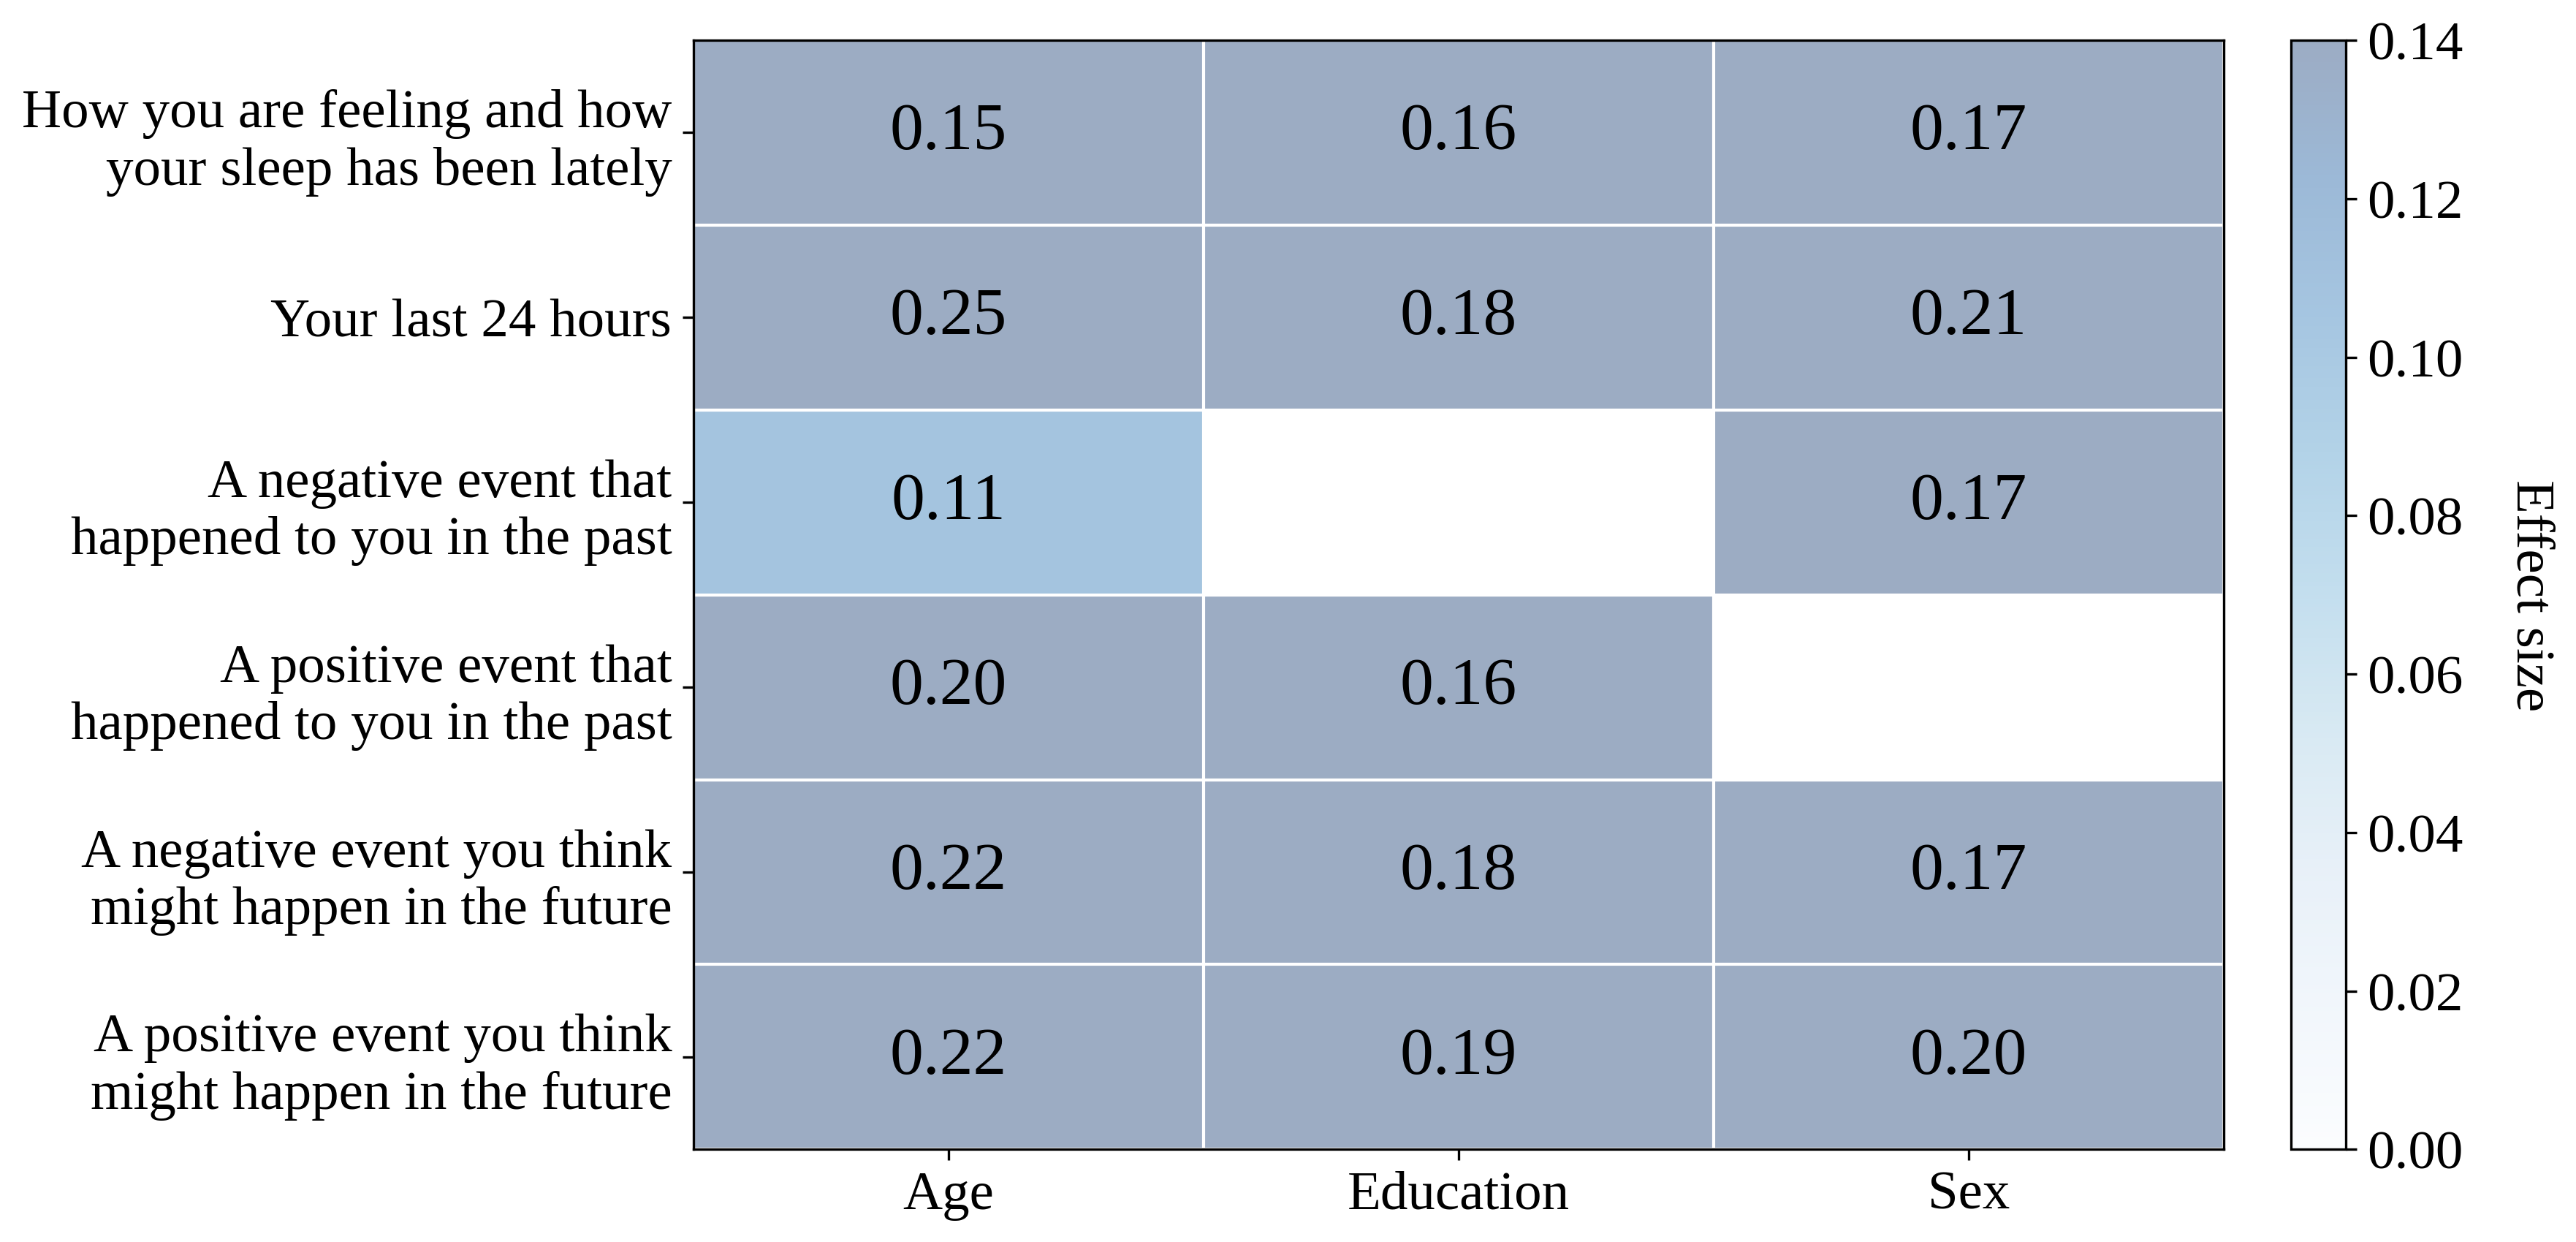 How you are feeling and how
your sleep has been lately
0.15 0.16 0.17
Your last 24 hours
0.25 0.18 0.21
A negative event that
happened to you in the past
0.11 0.17
A positive event that
happened to you in the past
0.20 0.16
A negative event you think
might happen in the future
0.22 0.18 0.17
A positive event you think
might happen in the future
0.22 0.19 0.20
Age Education Sex
0.14
0.12
0.10
0.08
0.06
0.04
0.02
0.00
Effect size